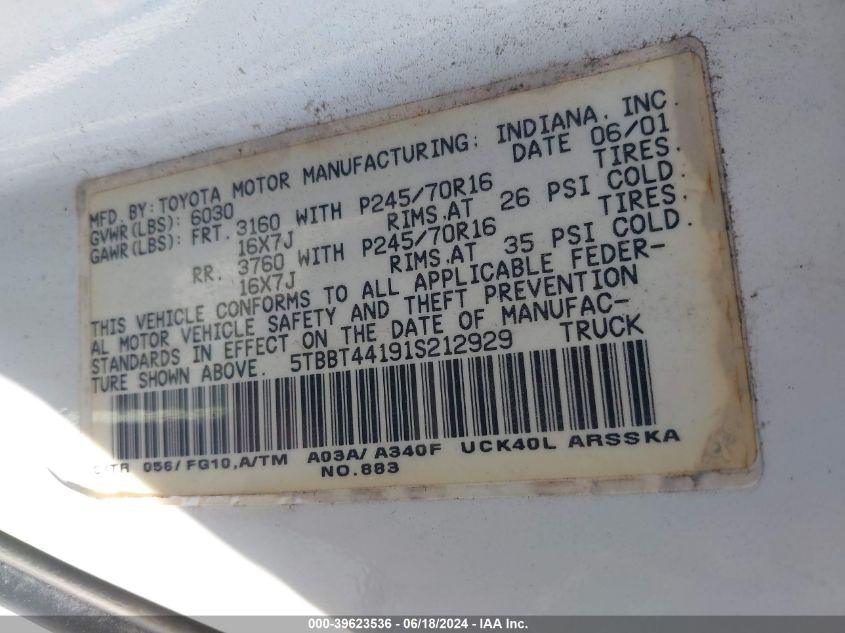 MFD. BY: TOYOTA MOTOR MANUFACTURING; INDIANA, INC.
GVWR(LBS): 6030 DATE 06/01
GAWR(LBS): FRT. 3160 WITH P245/70R16 TIRES.
16X7J RIMS.AT 26 PSI COLD.
RR. 3760 WITH P245/70R16 TIRES.
16X7J RIMS.AT 35 PSI COLD.
THIS VEHICLE CONFORMS TO ALL APPLICABLE FEDER-
AL MOTOR VEHICLE SAFETY AND THEFT PREVENTION
STANDARDS IN EFFECT ON THE DATE OF MANUFAC-
TURE SHOWN ABOVE. 5TBBT44191S212929 TRUCK
C/TR 056/FG10,A/TM A03A/A340F UCK40L ARSSKA
NO.883
000-39623536 - 06/18/2024 - IAA Inc.